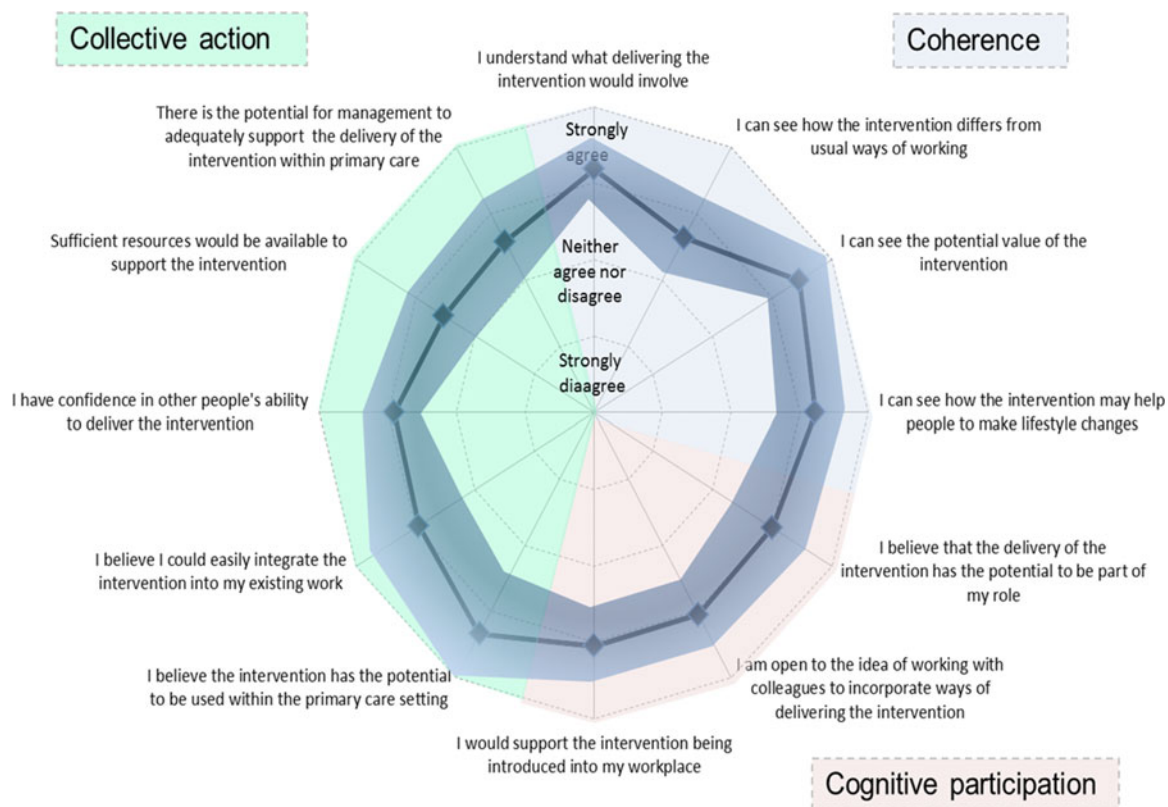 Collective action
Coherence
I understand what delivering the
intervention would involve
There is the potential for management to
adequately support the delivery of the
intervention within primary care
Strongly
agree
I can see how the intervention differs from
usual ways of working
Sufficient resources would be available to
support the intervention
Neither
agree nor
disagree
I can see the potential value of the
intervention
Strongly
diaagree
I have confidence in other people's ability
to deliver the intervention
I can see how the intervention may help
people to make lifestyle changes
I believe I could easily integrate the
intervention into my existing work
I believe that the delivery of the
intervention has the potential to be part of
my role
I believe the intervention has the potential
to be used within the primary care setting
I am open to the idea of working with
colleagues to incorporate ways of
delivering the intervention
I would support the intervention being
introduced into my workplace
Cognitive participation